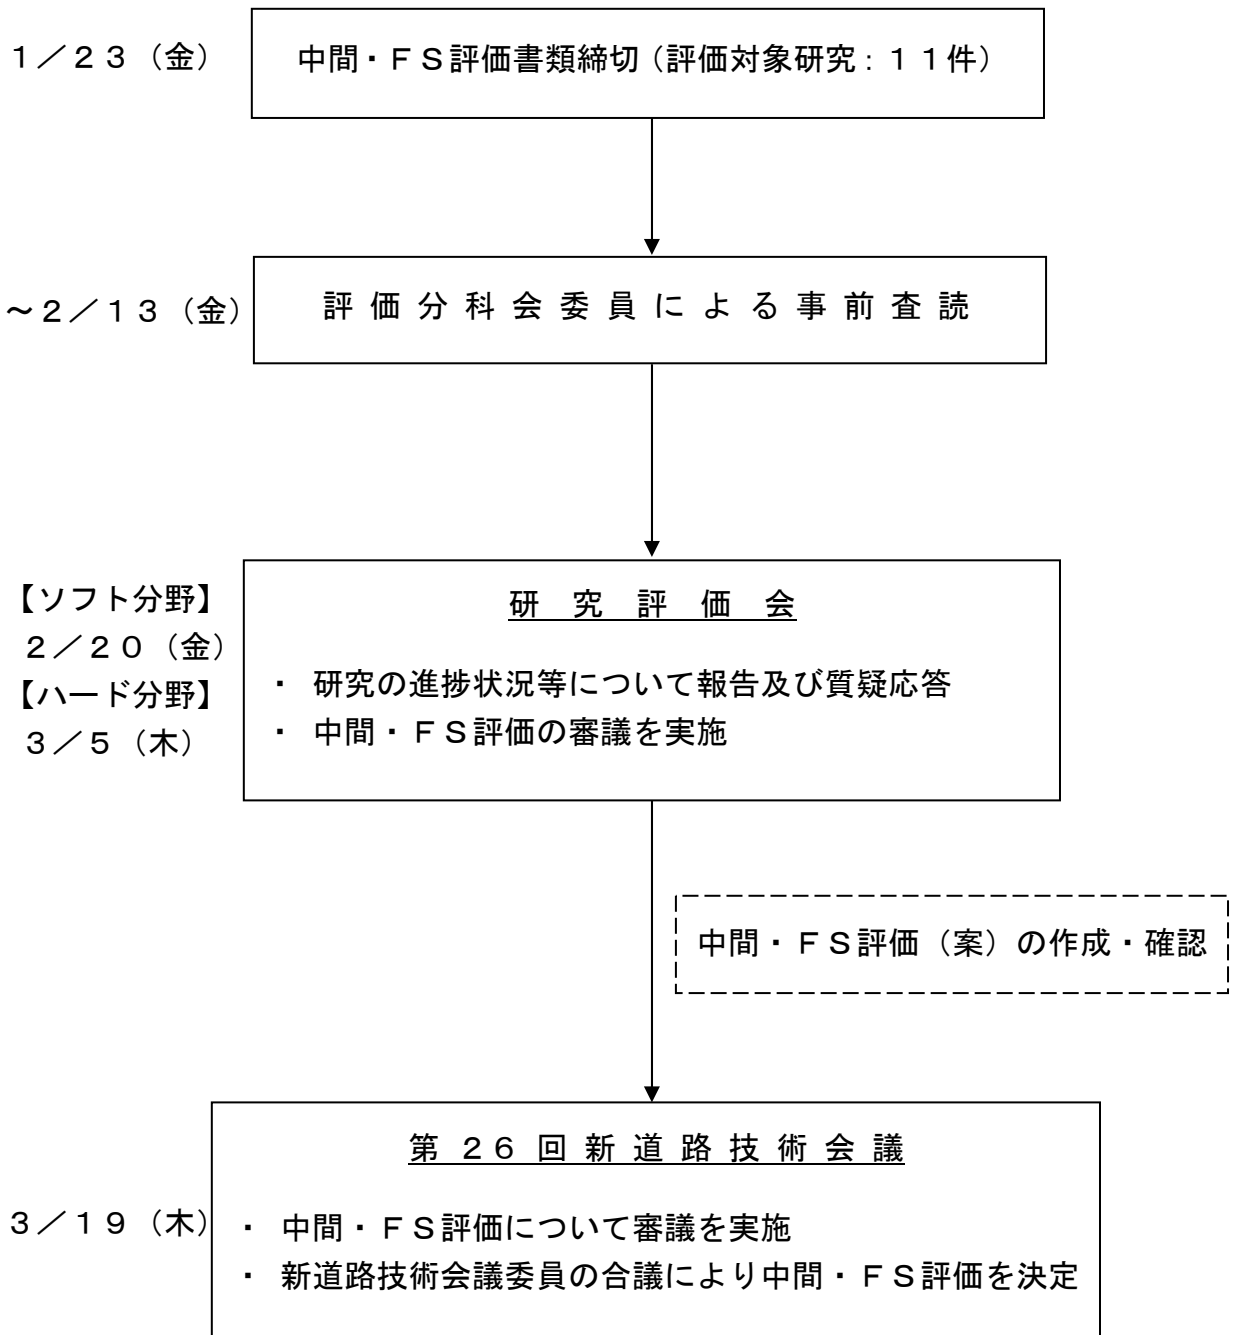 1／23（金）
中間・FS評価書類締切（評価対象研究：11件）
～2／13（金）
評価分科会委員による事前査読
【ソフト分野】
2／20（金）
【ハード分野】
3／5（木）
研究評価会
・ 研究の進捗状況等について報告及び質疑応答
・ 中間・FS評価の審議を実施
中間・FS評価（案）の作成・確認
3／19（木）
第26回新道路技術会議
・ 中間・FS評価について審議を実施
・ 新道路技術会議委員の合議により中間・FS評価を決定